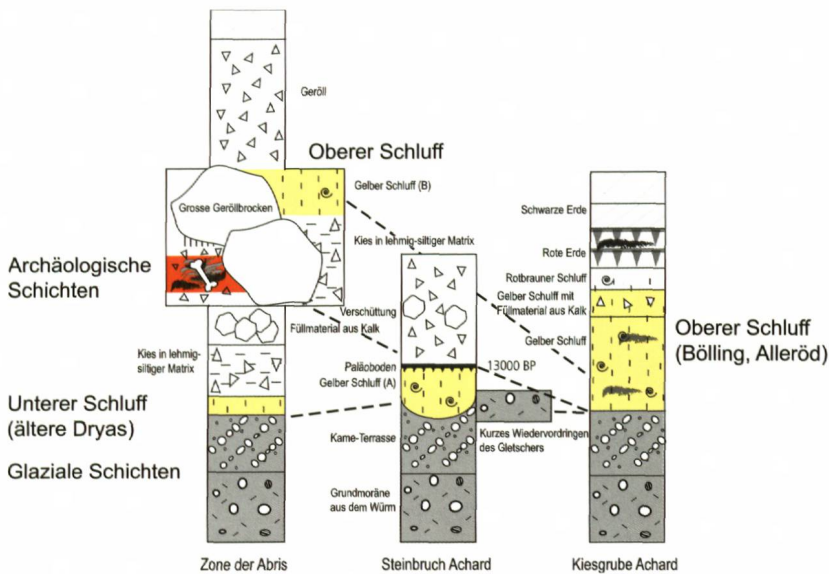 Geröll
Oberer Schluff
Gelber Schluff (B)
Grosse Geröllbrocken
Kies in lehmig-siltiger Matrix
Archäologische
Schichten
Verschüttung
Füllmaterial aus Kalk
Kies in lehmig-
siltiger Matrix
Unterer Schluff
(ältere Dryas)
Glaziale Schichten
Zone der Abris
Paläoboden
13000 BP
Gelber Schluff (A)
Kame-Terrasse
Kurzes Wiedervordringen
des Gletschers
Grundmoräne
aus dem Würm
Steinbruch Achard
Schwarze Erde
Rote Erde
Rotbrauner Schluff
Gelber Schluff mit
Füllmaterial aus Kalk
Gelber Schluff
Oberer Schluff
(Bölling, Alleröd)
Kiesgrube Achard